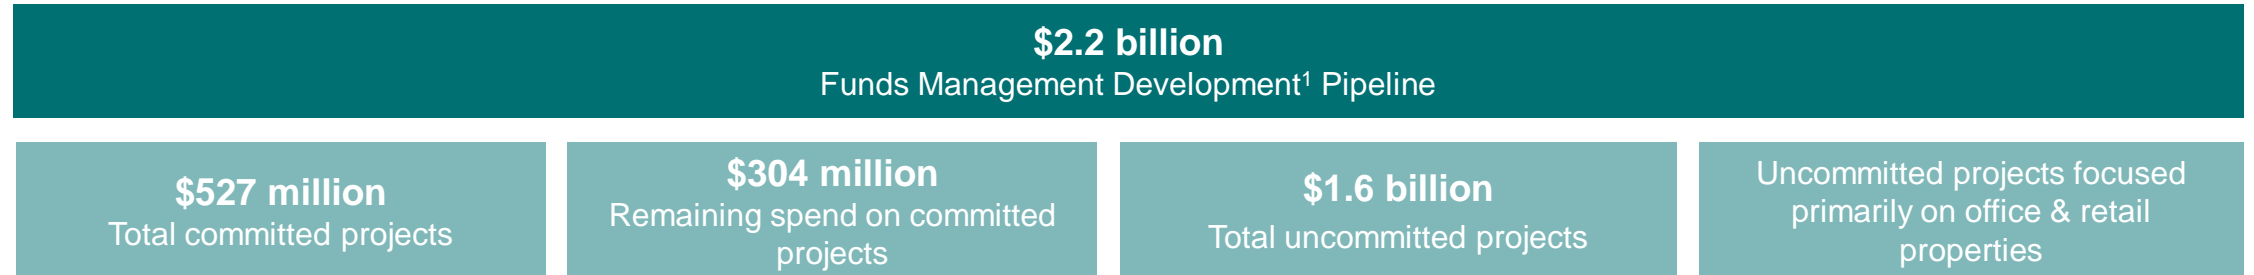 $2.2 billion
Funds Management Development¹ Pipeline
$527 million
Total committed projects
$304 million
Remaining spend on committed
projects
$1.6 billion
Total uncommitted projects
Uncommitted projects focused
primarily on office & retail
properties